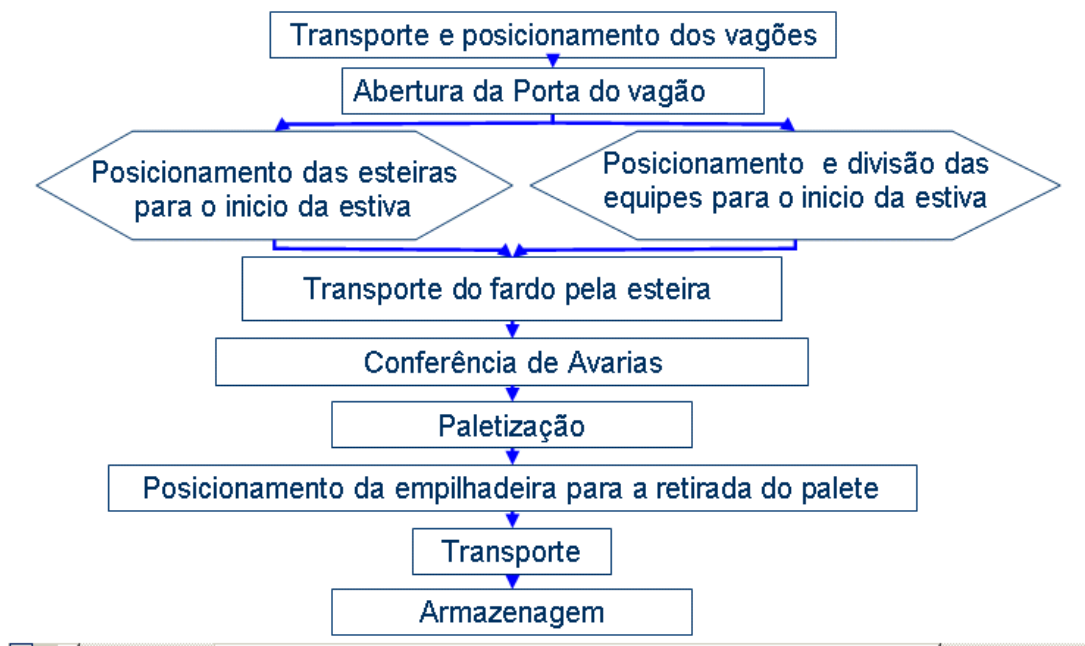 Transporte e posicionamento dos vagões
Abertura da Porta do vagão
Posicionamento das esteiras
para o inicio da estiva
Posicionamento e divisão das
equipes para o inicio da estiva
Transporte do fardo pela esteira
Conferência de Avarias
Paletização
Posicionamento da empilhadeira para a retirada do palete
Transporte
Armazenagem